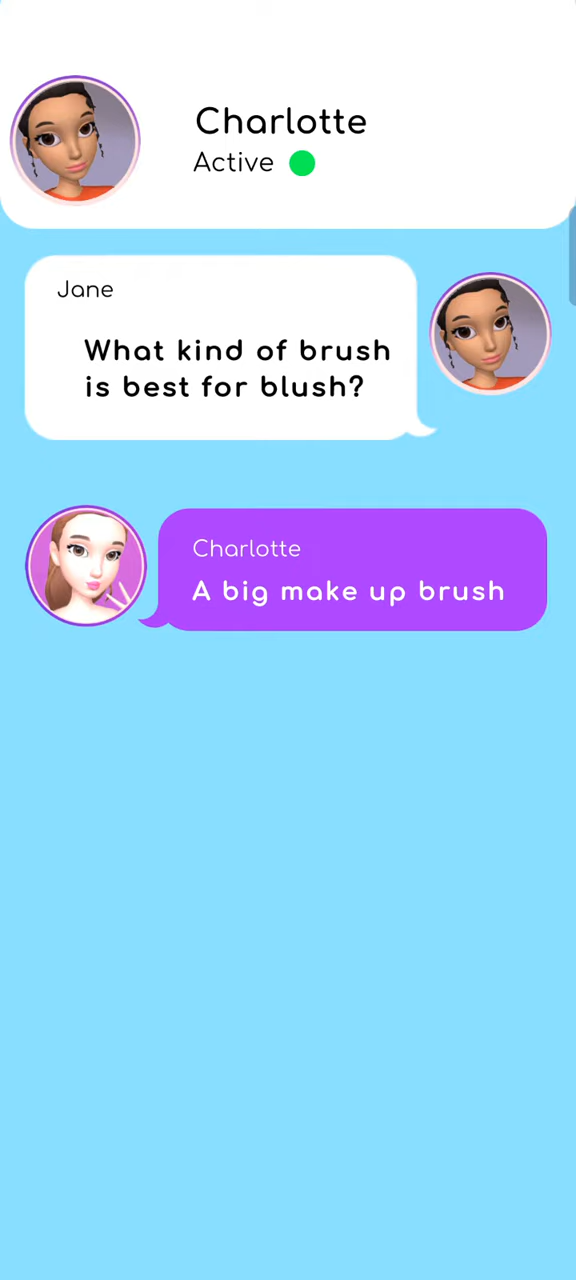 Charlotte
Active
Jane
What kind of brush
is best for blush?
Charlotte
A big make up brush